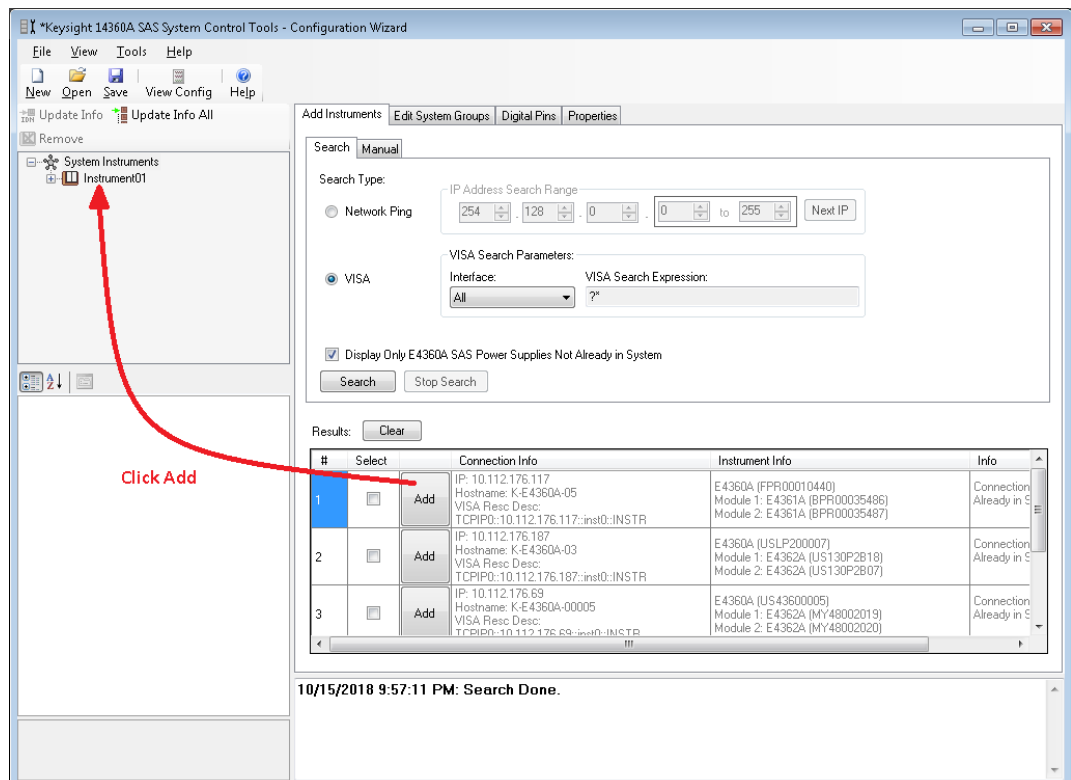 *Keysight 14360A SAS System Control Tools - Configuration Wizard
File View Tools Help
New Open Save View Config Help
Update Info Update Info All
Remove
System Instruments
Instrument01
Click Add
Add Instruments Edit System Groups Digital Pins Properties
Search Manual
Search Type:
IP Address Search Range
Network Ping 254 . 128 . 0 . 0 to 255 Next IP
VISA Search Parameters:
VISA Interface: VISA Search Expression:
All ?*
Display Only E4360A SAS Power Supplies Not Already in System
Search Stop Search
Results: Clear
# Select Connection Info Instrument Info Info
1 Add
IP: 10.112.176.117
Hostname: K-E4360A-05
VISA Resc Desc:
TCPIP0::10.112.176.117::inst0::INSTR
E4360A (FPR00010440)
Module 1: E4361A (BPR00035486)
Module 2: E4361A (BPR00035487)
Connection
Already in S
2 Add
IP: 10.112.176.187
Hostname: K-E4360A-03
VISA Resc Desc:
TCPIP0::10.112.176.187::inst0::INSTR
E4360A (USLP200007)
Module 1: E4362A (US130P2B18)
Module 2: E4362A (US130P2B07)
Connection
Already in S
3 Add
IP: 10.112.176.69
Hostname: K-E4360A-00005
VISA Resc Desc:
TCPIP0::10.112.176.69::inst0::INSTR
E4360A (US43600005)
Module 1: E4362A (MY48002019)
Module 2: E4362A (MY48002020)
Connection
Already in S
10/15/2018 9:57:11 PM: Search Done.